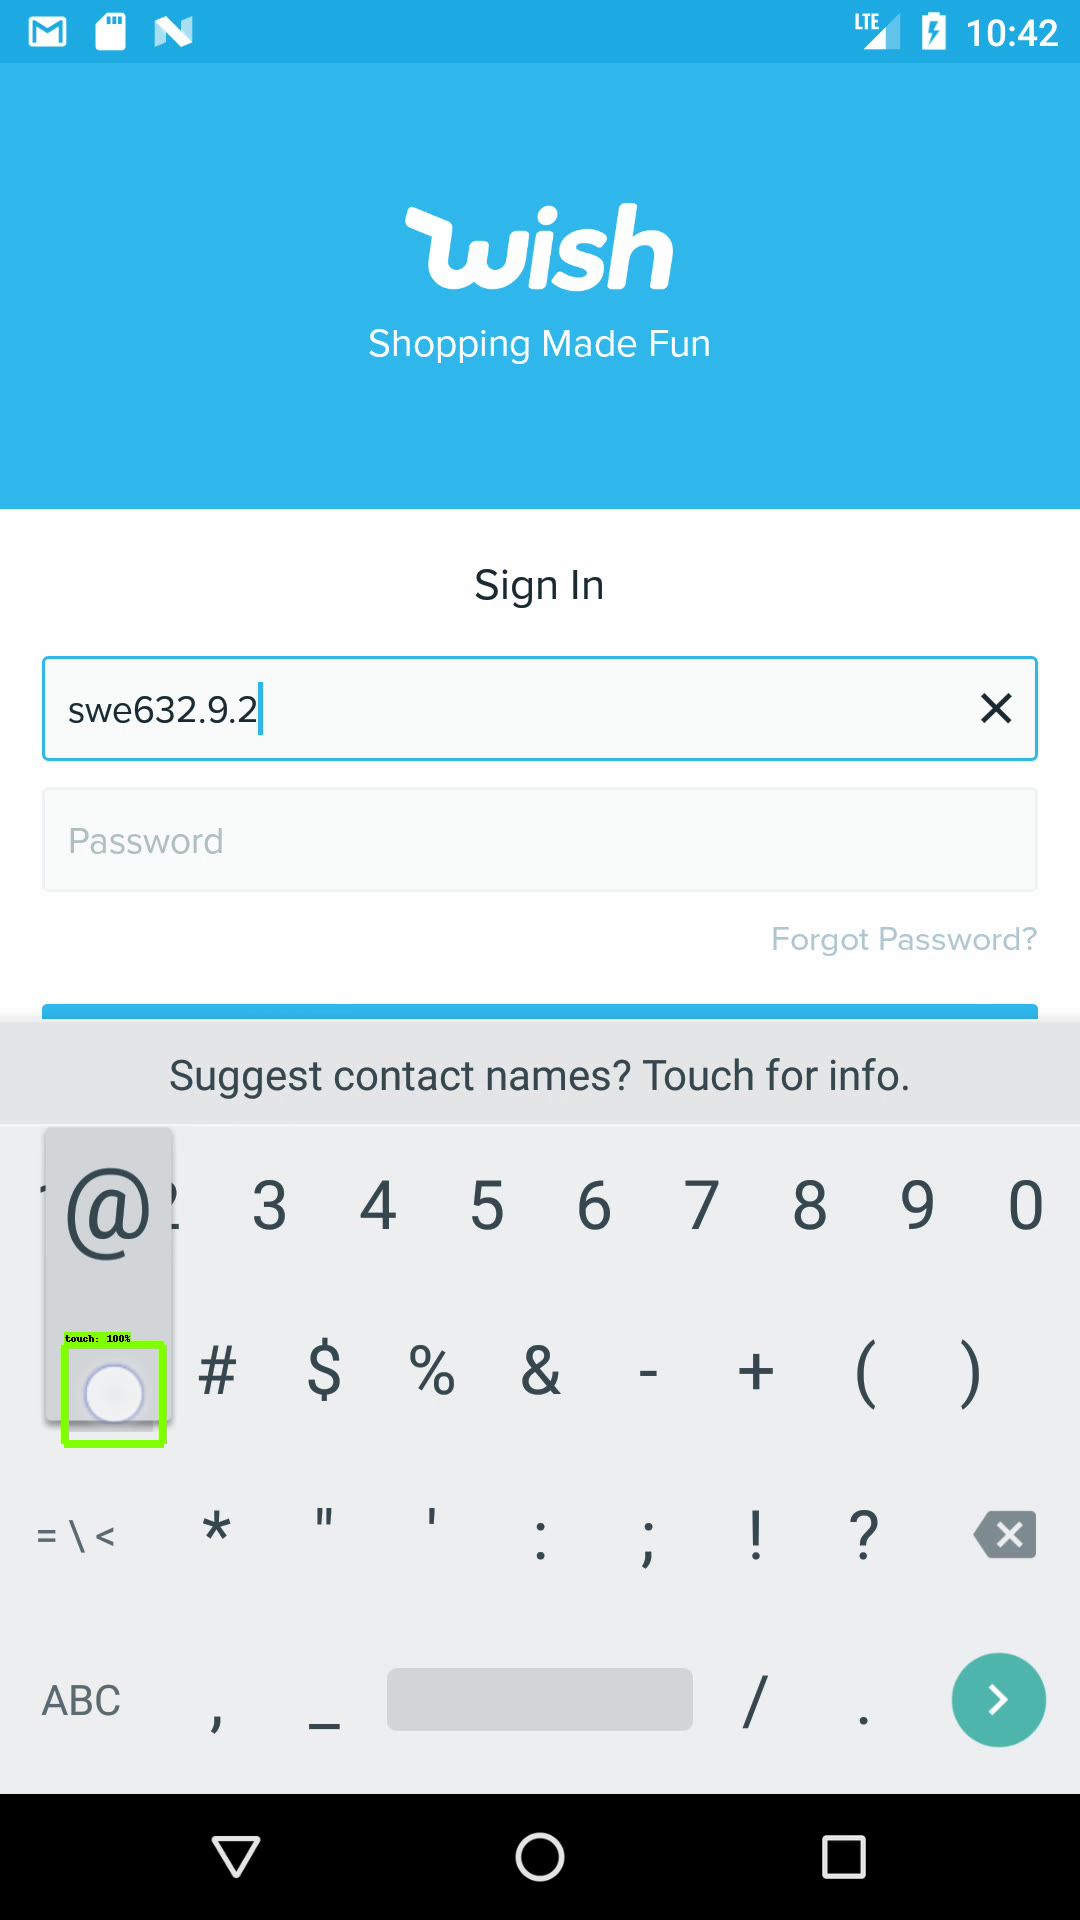 LTE 10:42
wish
Shopping Made Fun
Sign In
swe632.9.2
Password
Forgot Password?
Suggest contact names? Touch for info.
@ 3 4 5 6 7 8 9 0
touch: 100%
# $ % & - + ( )
= \ < * " ' : ; ! ?
ABC , _ / .